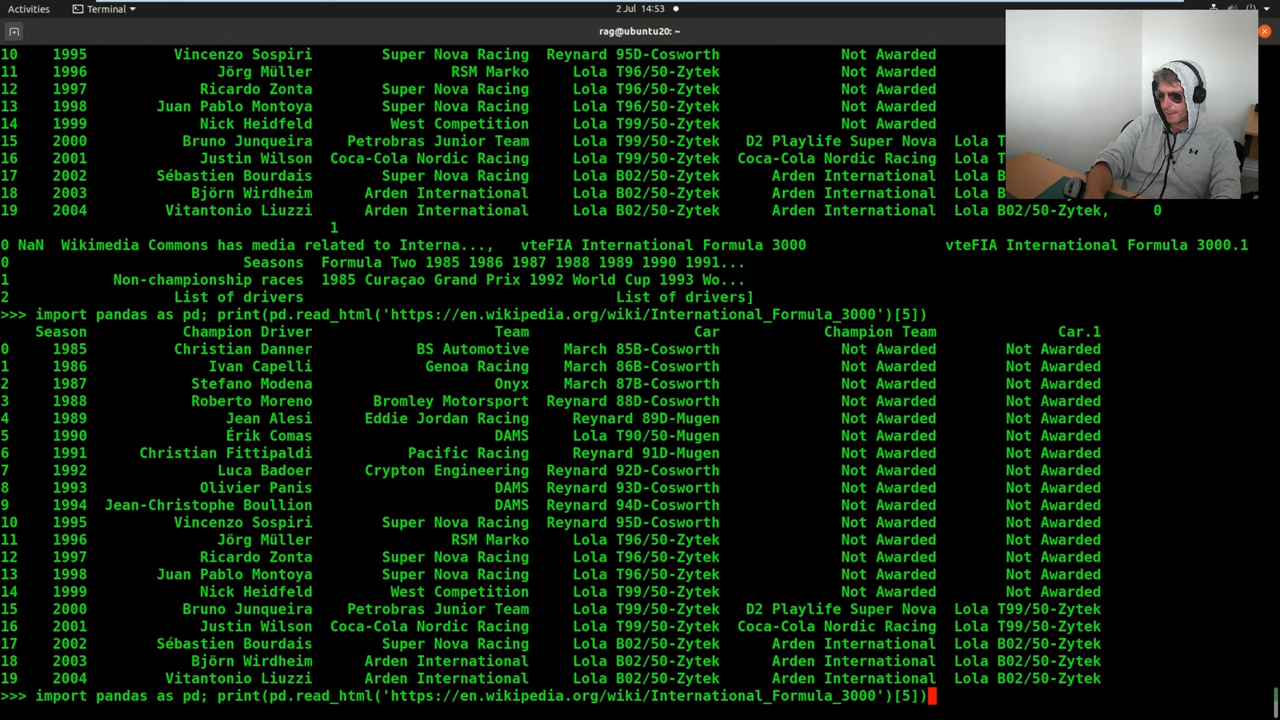 Activities Terminal 2 Jul 14:53
rag@ubuntu20: ~
10 1995 Vincenzo Sospiri Super Nova Racing Reynard 95D-Cosworth Not Awarded
11 1996 Jörg Müller RSM Marko Lola T96/50-Zytek Not Awarded
12 1997 Ricardo Zonta Super Nova Racing Lola T96/50-Zytek Not Awarded
13 1998 Juan Pablo Montoya Super Nova Racing Lola T96/50-Zytek Not Awarded
14 1999 Nick Heidfeld West Competition Lola T99/50-Zytek Not Awarded
15 2000 Bruno Junqueira Petrobras Junior Team Lola T99/50-Zytek D2 Playlife Super Nova Lola T
16 2001 Justin Wilson Coca-Cola Nordic Racing Lola T99/50-Zytek Coca-Cola Nordic Racing Lola T
17 2002 Sébastien Bourdais Super Nova Racing Lola B02/50-Zytek Arden International Lola B
18 2003 Björn Wirdheim Arden International Lola B02/50-Zytek Arden International Lola B
19 2004 Vitantonio Liuzzi Arden International Lola B02/50-Zytek Arden International Lola B02/50-Zytek, 0
1
0 NaN Wikimedia Commons has media related to Interna..., vteFIA International Formula 3000 vteFIA International Formula 3000.1
0 Seasons Formula Two 1985 1986 1987 1988 1989 1990 1991...
1 Non-championship races 1985 Curaçao Grand Prix 1992 World Cup 1993 Wo...
2 List of drivers List of drivers]
>>> import pandas as pd; print(pd.read_html('https://en.wikipedia.org/wiki/International_Formula_3000')[5])
Season Champion Driver Team Car Champion Team Car.1
0 1985 Christian Danner BS Automotive March 85B-Cosworth Not Awarded Not Awarded
1 1986 Ivan Capelli Genoa Racing March 86B-Cosworth Not Awarded Not Awarded
2 1987 Stefano Modena Onyx March 87B-Cosworth Not Awarded Not Awarded
3 1988 Roberto Moreno Bromley Motorsport Reynard 88D-Cosworth Not Awarded Not Awarded
4 1989 Jean Alesi Eddie Jordan Racing Reynard 89D-Mugen Not Awarded Not Awarded
5 1990 Érik Comas DAMS Lola T90/50-Mugen Not Awarded Not Awarded
6 1991 Christian Fittipaldi Pacific Racing Reynard 91D-Mugen Not Awarded Not Awarded
7 1992 Luca Badoer Crypton Engineering Reynard 92D-Cosworth Not Awarded Not Awarded
8 1993 Olivier Panis DAMS Reynard 93D-Cosworth Not Awarded Not Awarded
9 1994 Jean-Christophe Boullion DAMS Reynard 94D-Cosworth Not Awarded Not Awarded
10 1995 Vincenzo Sospiri Super Nova Racing Reynard 95D-Cosworth Not Awarded Not Awarded
11 1996 Jörg Müller RSM Marko Lola T96/50-Zytek Not Awarded Not Awarded
12 1997 Ricardo Zonta Super Nova Racing Lola T96/50-Zytek Not Awarded Not Awarded
13 1998 Juan Pablo Montoya Super Nova Racing Lola T96/50-Zytek Not Awarded Not Awarded
14 1999 Nick Heidfeld West Competition Lola T99/50-Zytek Not Awarded Not Awarded
15 2000 Bruno Junqueira Petrobras Junior Team Lola T99/50-Zytek D2 Playlife Super Nova Lola T99/50-Zytek
16 2001 Justin Wilson Coca-Cola Nordic Racing Lola T99/50-Zytek Coca-Cola Nordic Racing Lola T99/50-Zytek
17 2002 Sébastien Bourdais Super Nova Racing Lola B02/50-Zytek Arden International Lola B02/50-Zytek
18 2003 Björn Wirdheim Arden International Lola B02/50-Zytek Arden International Lola B02/50-Zytek
19 2004 Vitantonio Liuzzi Arden International Lola B02/50-Zytek Arden International Lola B02/50-Zytek
>>> import pandas as pd; print(pd.read_html('https://en.wikipedia.org/wiki/International_Formula_3000')[5])